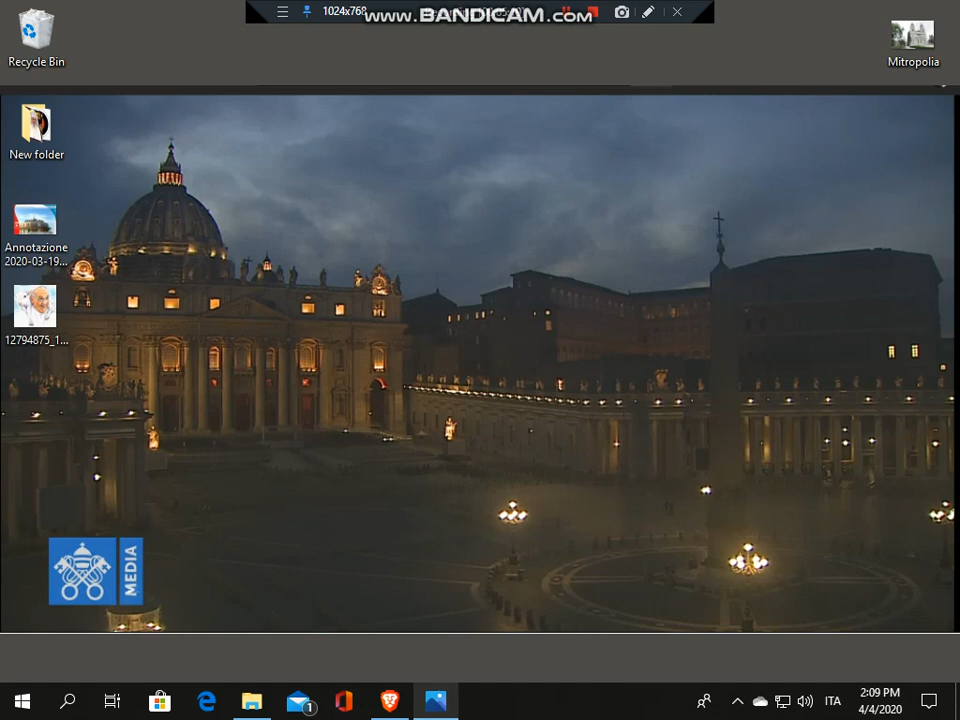 1024x768
www.BANDICAM.com
Recycle Bin
Mitropolia
New folder
Annotazione
2020-03-19...
12794875_1...
MEDIA
1
ITA
2:09 PM
4/4/2020